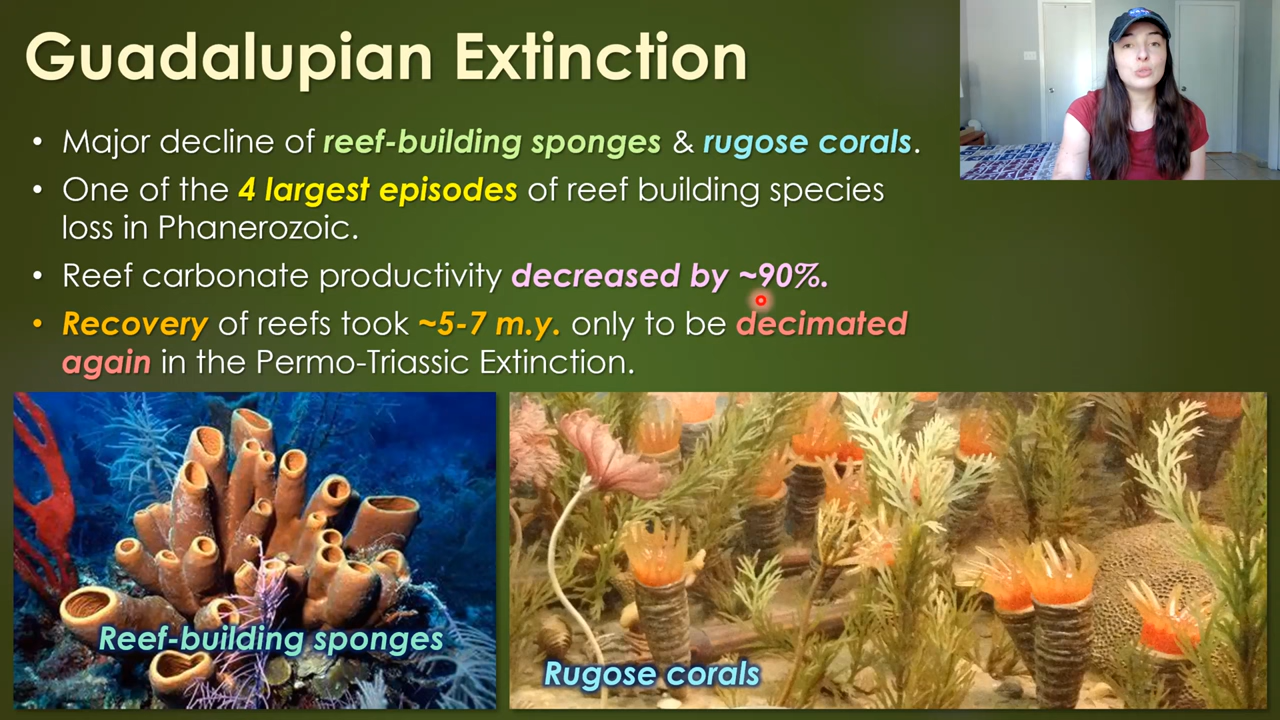 Guadalupian Extinction
• Major decline of reef-building sponges & rugose corals.
• One of the 4 largest episodes of reef building species
loss in Phanerozoic.
• Reef carbonate productivity decreased by ~90%.
• Recovery of reefs took ~5-7 m.y. only to be decimated
again in the Permo-Triassic Extinction.
Reef-building sponges
Rugose corals